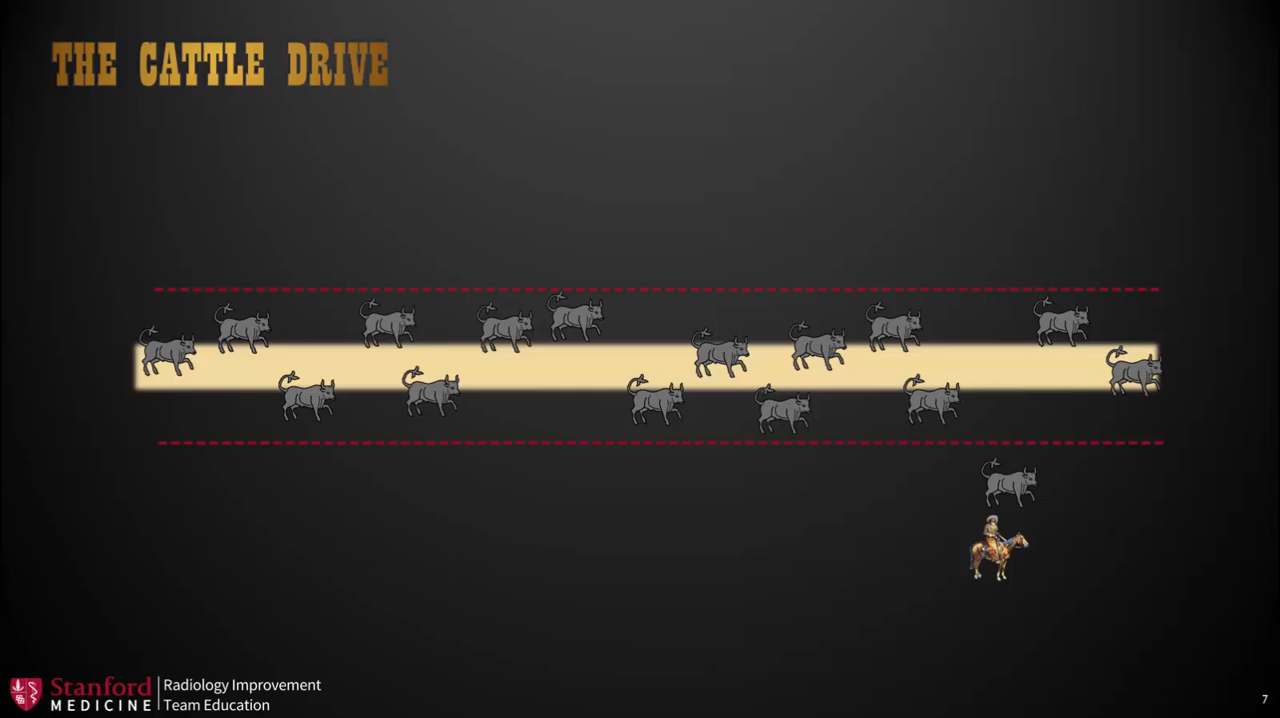 THE CATTLE DRIVE
Stanford
MEDICINE
Radiology Improvement
Team Education
7